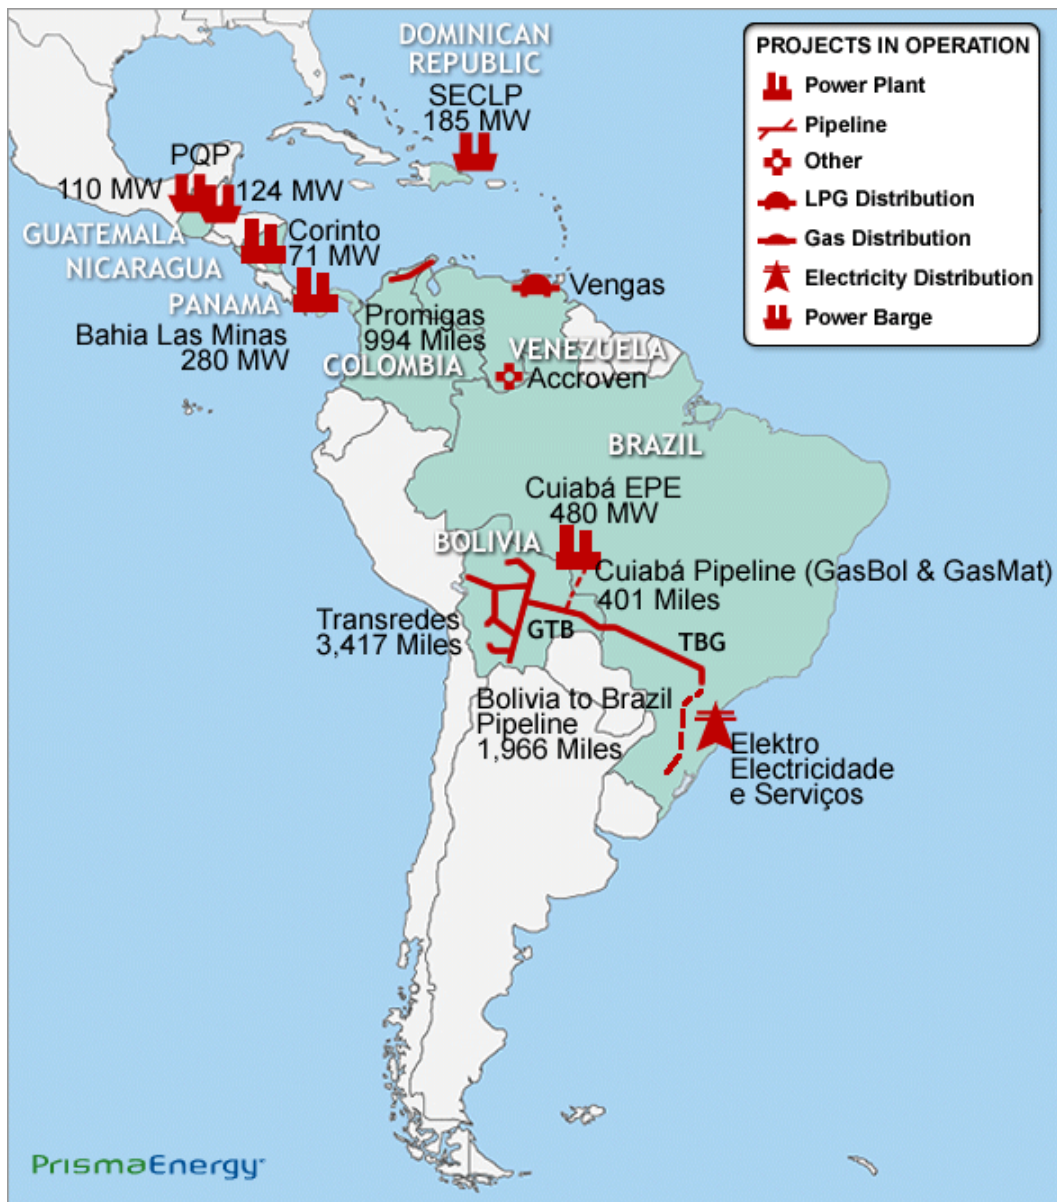 DOMINICAN
REPUBLIC
SECLP
185 MW
PROJECTS IN OPERATION
Power Plant
Pipeline
Other
LPG Distribution
Gas Distribution
Electricity Distribution
Power Barge
PQP
110 MW
124 MW
GUATEMALA
Corinto
71 MW
NICARAGUA
PANAMA
Bahia Las Minas
280 MW
Promigas
994 Miles
COLOMBIA
Vengas
VENEZUELA
Accroven
BRAZIL
Cuiabá EPE
480 MW
BOLIVIA
Cuiabá Pipeline (GasBol & GasMat)
401 Miles
Transredes
3,417 Miles
GTB
TBG
Bolivia to Brazil
Pipeline
1,966 Miles
Elektro
Electricidade
e Serviços
PrismaEnergy